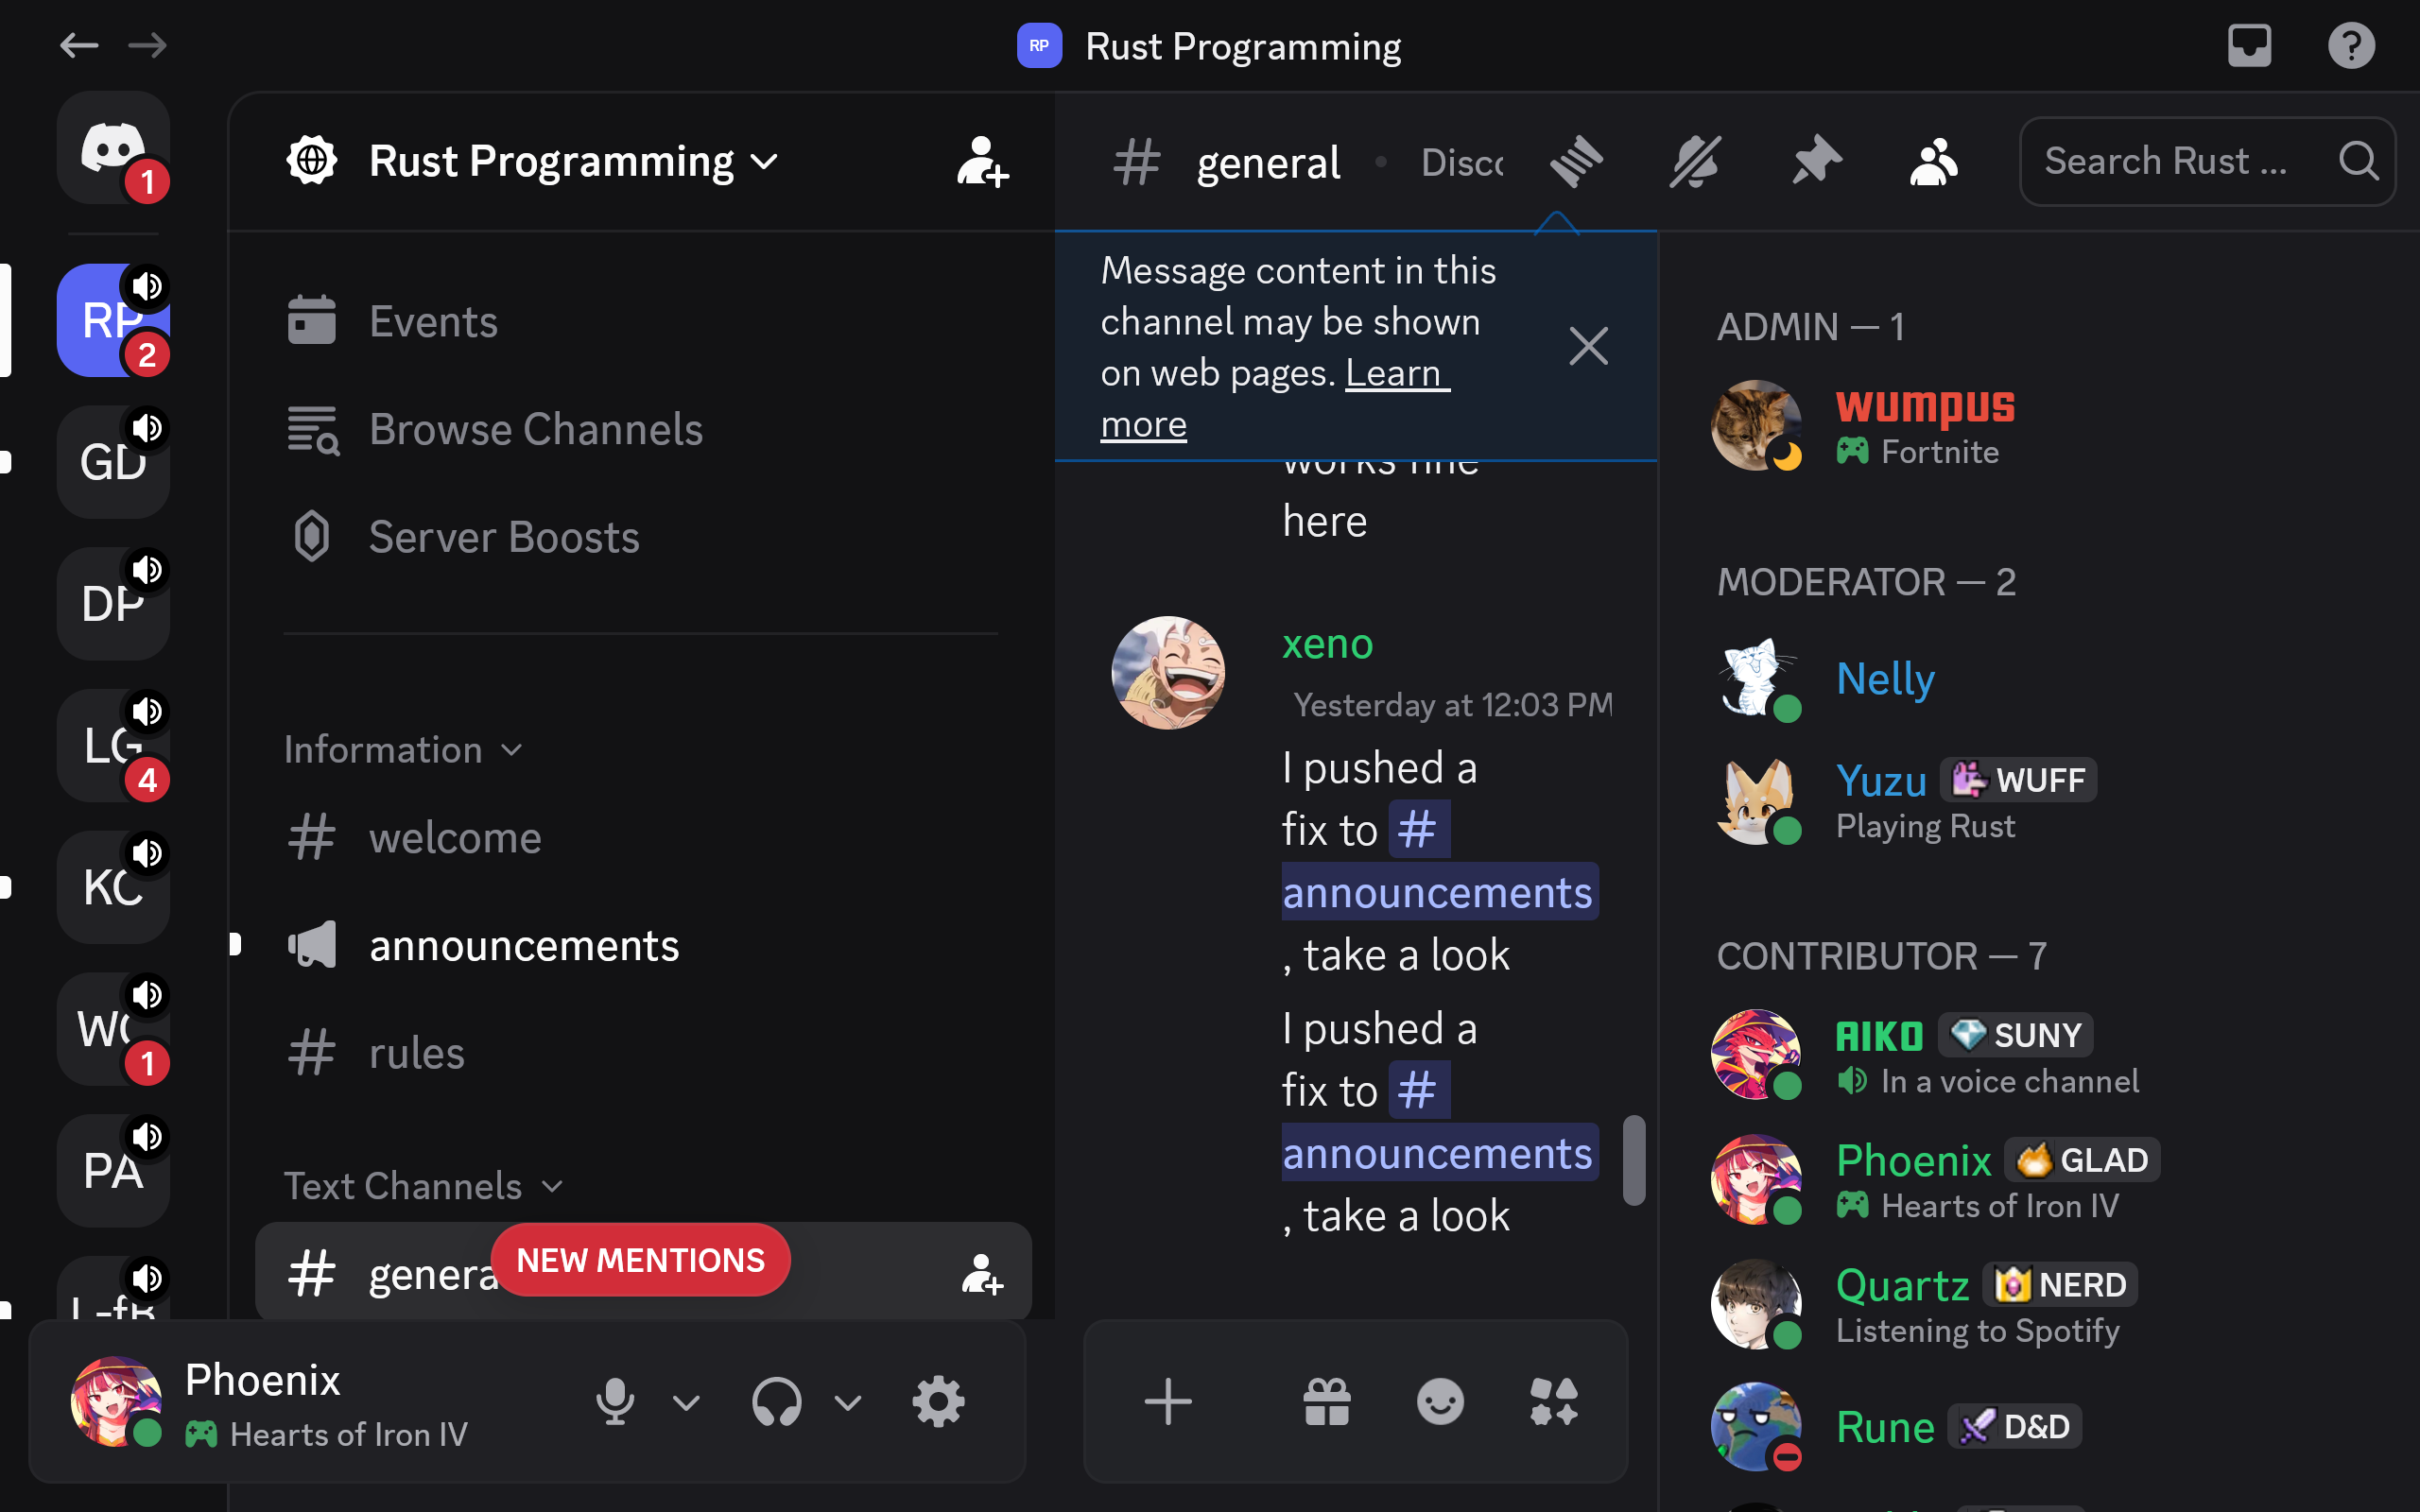 RP Rust Programming
1
RP
2
GD
DP
LG
4
KC
WC
1
PA
Rust Programming
Events
Browse Channels
Server Boosts
Information
welcome
announcements
rules
Text Channels
NEW MENTIONS
Phoenix
Hearts of Iron IV
general
Search Rust ...
Message content in this
channel may be shown
on web pages. Learn
more
works fine
here
xeno
Yesterday at 12:03 PM
I pushed a
fix to #
announcements
, take a look
I pushed a
fix to #
announcements
, take a look
ADMIN — 1
wumpus
Fortnite
MODERATOR — 2
Nelly
Yuzu WUFF
Playing Rust
CONTRIBUTOR — 7
AIKO SUNY
In a voice channel
Phoenix GLAD
Hearts of Iron IV
Quartz NERD
Listening to Spotify
Rune D&D